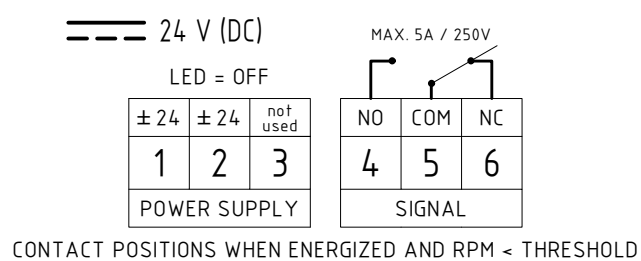 24 V (DC)
MAX. 5A / 250V
LED = OFF
±24 ±24 not used
NO COM NC
1 2 3
4 5 6
POWER SUPPLY
SIGNAL
CONTACT POSITIONS WHEN ENERGIZED AND RPM < THRESHOLD